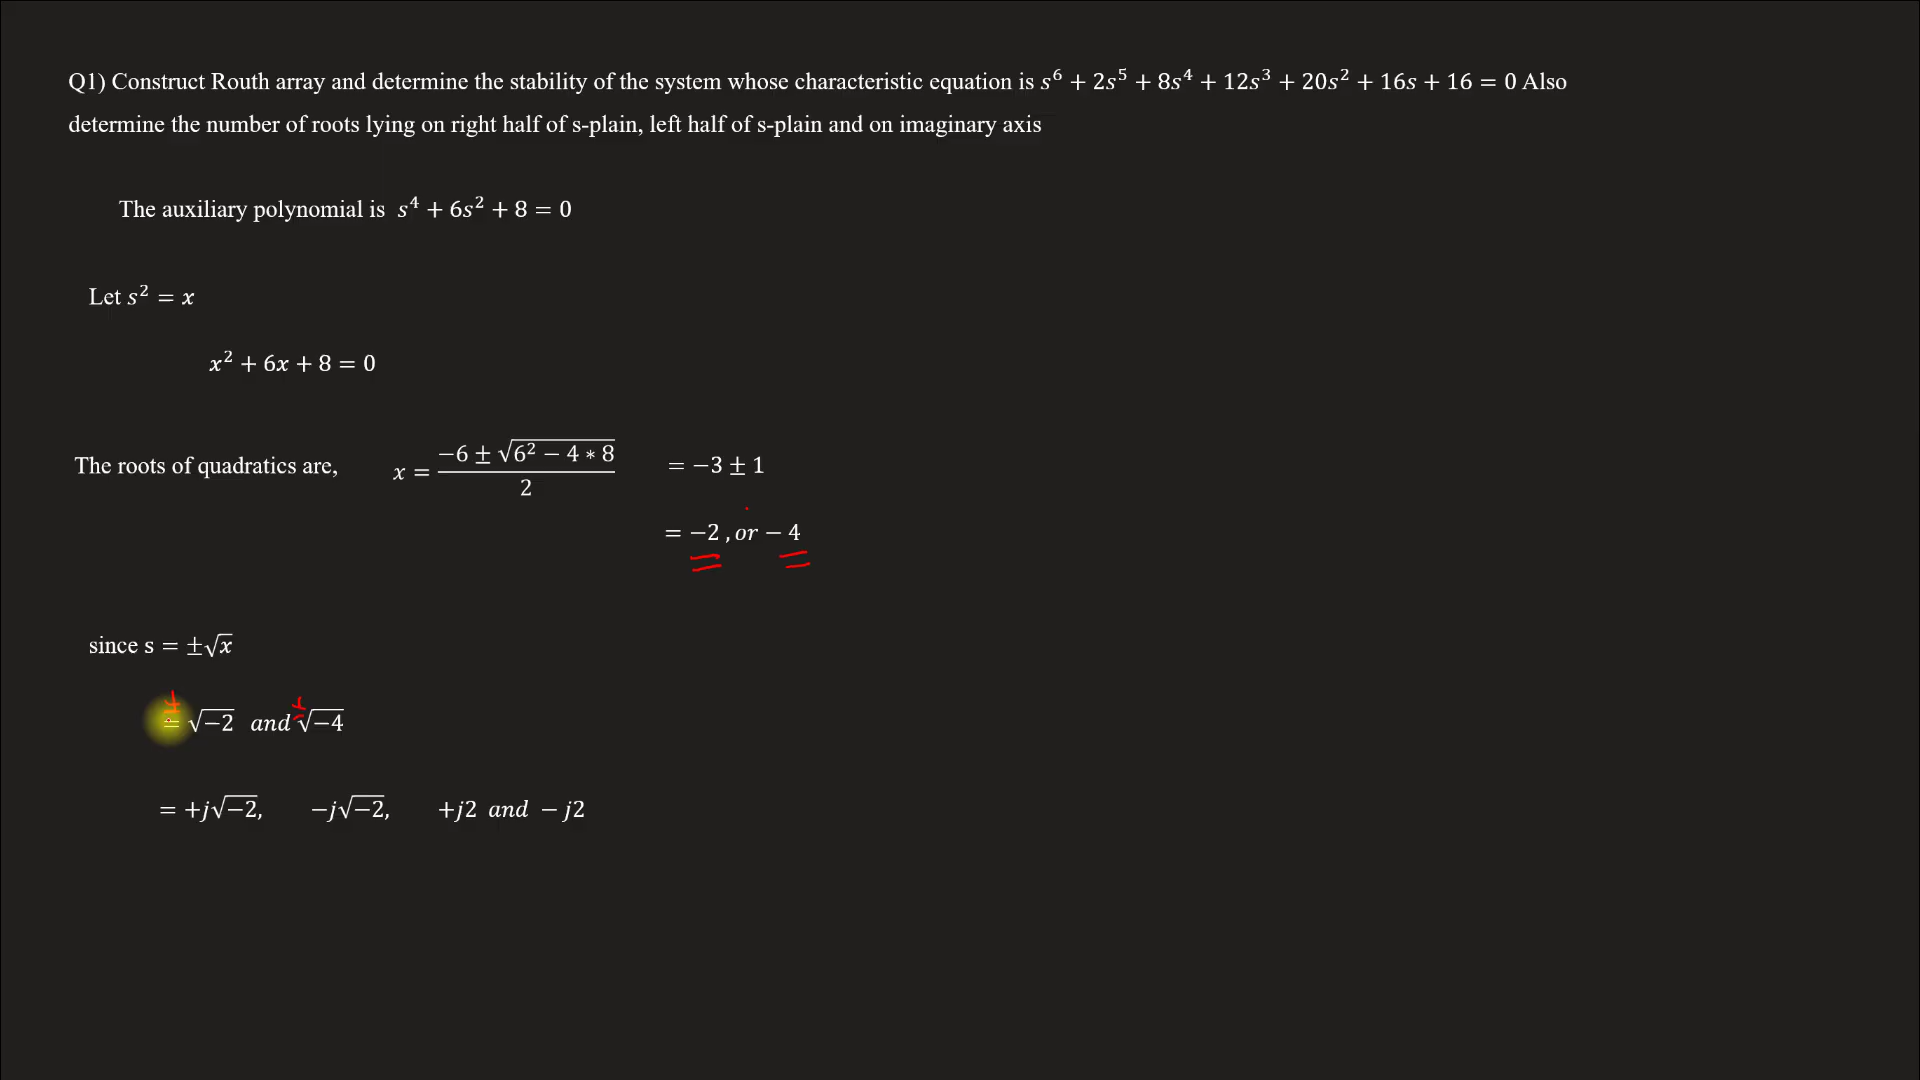 Q1) Construct Routh array and determine the stability of the system whose characteristic equation is s⁶ + 2s⁵ + 8s⁴ + 12s³ + 20s² + 16s + 16 = 0 Also
determine the number of roots lying on right half of s-plain, left half of s-plain and on imaginary axis
The auxiliary polynomial is s⁴ + 6s² + 8 = 0
Let s² = x
x² + 6x + 8 = 0
The roots of quadratics are, x = (−6 ± √(6² − 4 ∗ 8))/2 = −3 ± 1
= −2 , or − 4
since s = ±√x
± ±
= √−2 and √−4
= +j√−2, −j√−2, +j2 and − j2